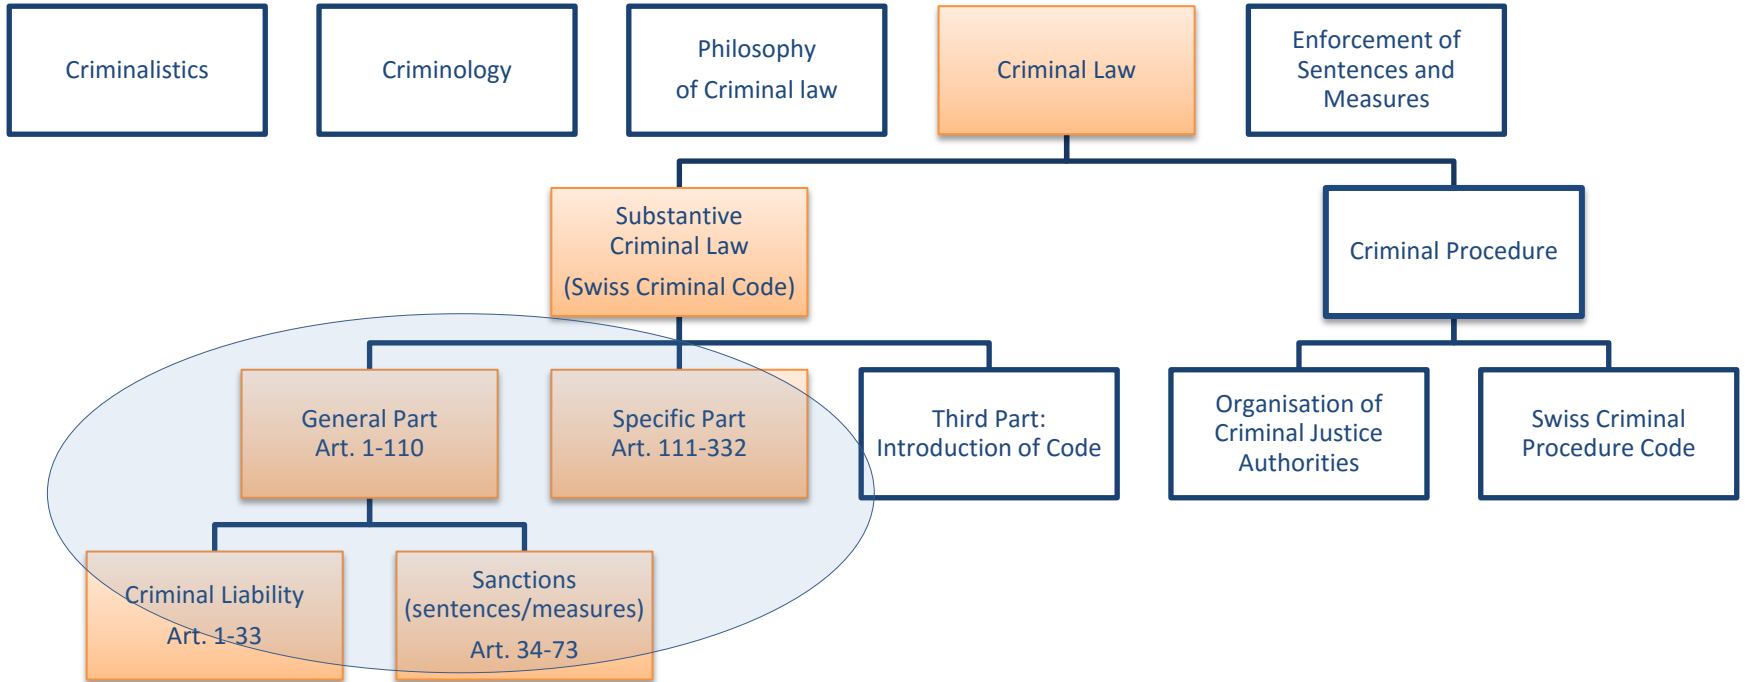 Criminalistics
Criminology
Philosophy
of Criminal law
Criminal Law
Enforcement of
Sentences and
Measures
Substantive
Criminal Law
(Swiss Criminal Code)
Criminal Procedure
General Part
Art. 1-110
Specific Part
Art. 111-332
Third Part:
Introduction of Code
Organisation of
Criminal Justice
Authorities
Swiss Criminal
Procedure Code
Criminal Liability
Art. 1-33
Sanctions
(sentences/measures)
Art. 34-73